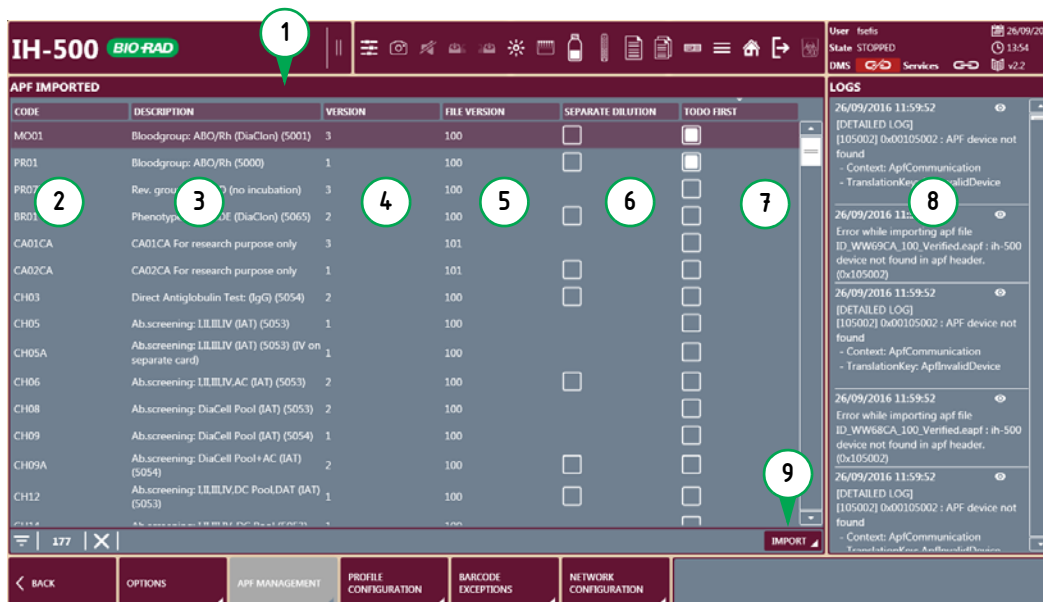 1
IH-500 BIO-RAD
User fsefis 26/09/20
State STOPPED 13:54
DMS Services v2.2
APF IMPORTED
CODE DESCRIPTION VERSION FILE VERSION SEPARATE DILUTION TODO FIRST
MO01 Bloodgroup: ABO/Rh (DiaClon) (5001) 3 100
PR01 Bloodgroup: ABO/Rh (5000) 1 100
Rev. (no incubation) 3 100
BR01 (DiaClon) (5065) 2 100
2 3 4 5 6 7
CA01CA CA01CA For research purpose only 3 101
CA02CA CA02CA For research purpose only 1 101
CH03 Direct Antiglobulin Test: (IgG) (5054) 2 100
CH05 Ab.screening: I,II,III,IV (IAT) (5053) 1 100
CH05A Ab.screening: I,II,III,IV (IAT) (5053) (IV on
separate card) 1 100
CH06 Ab.screening: I,II,III,IV,AC (IAT) (5053) 2 100
CH08 Ab.screening: DiaCell Pool (IAT) (5053) 2 100
CH09 Ab.screening: DiaCell Pool (IAT) (5054) 1 100
CH09A Ab.screening: DiaCell Pool+AC (IAT)
(5054) 2 100
CH12 Ab.screening: I,II,III,IV,DC Pool,DAT (IAT)
(5053) 1 100
9
177 IMPORT
LOGS
26/09/2016 11:59:52
[DETAILED LOG]
[105002] 0x00105002 : APF device not
found
- Context: ApfCommunication
- TranslationKey:
8
26/09/2016
Error while importing apf file
ID_WW69CA_100_Verified.eapf : ih-500
device not found in apf header.
(0x105002)
26/09/2016 11:59:52
[DETAILED LOG]
[105002] 0x00105002 : APF device not
found
- Context: ApfCommunication
- TranslationKey: ApfInvalidDevice
26/09/2016 11:59:52
Error while importing apf file
ID_WW68CA_100_Verified.eapf : ih-500
device not found in apf header.
(0x105002)
26/09/2016 11:59:52
[DETAILED LOG]
[105002] 0x00105002 : APF device not
found
- Context: ApfCommunication
BACK OPTIONS APF MANAGEMENT PROFILE
CONFIGURATION BARCODE
EXCEPTIONS NETWORK
CONFIGURATION